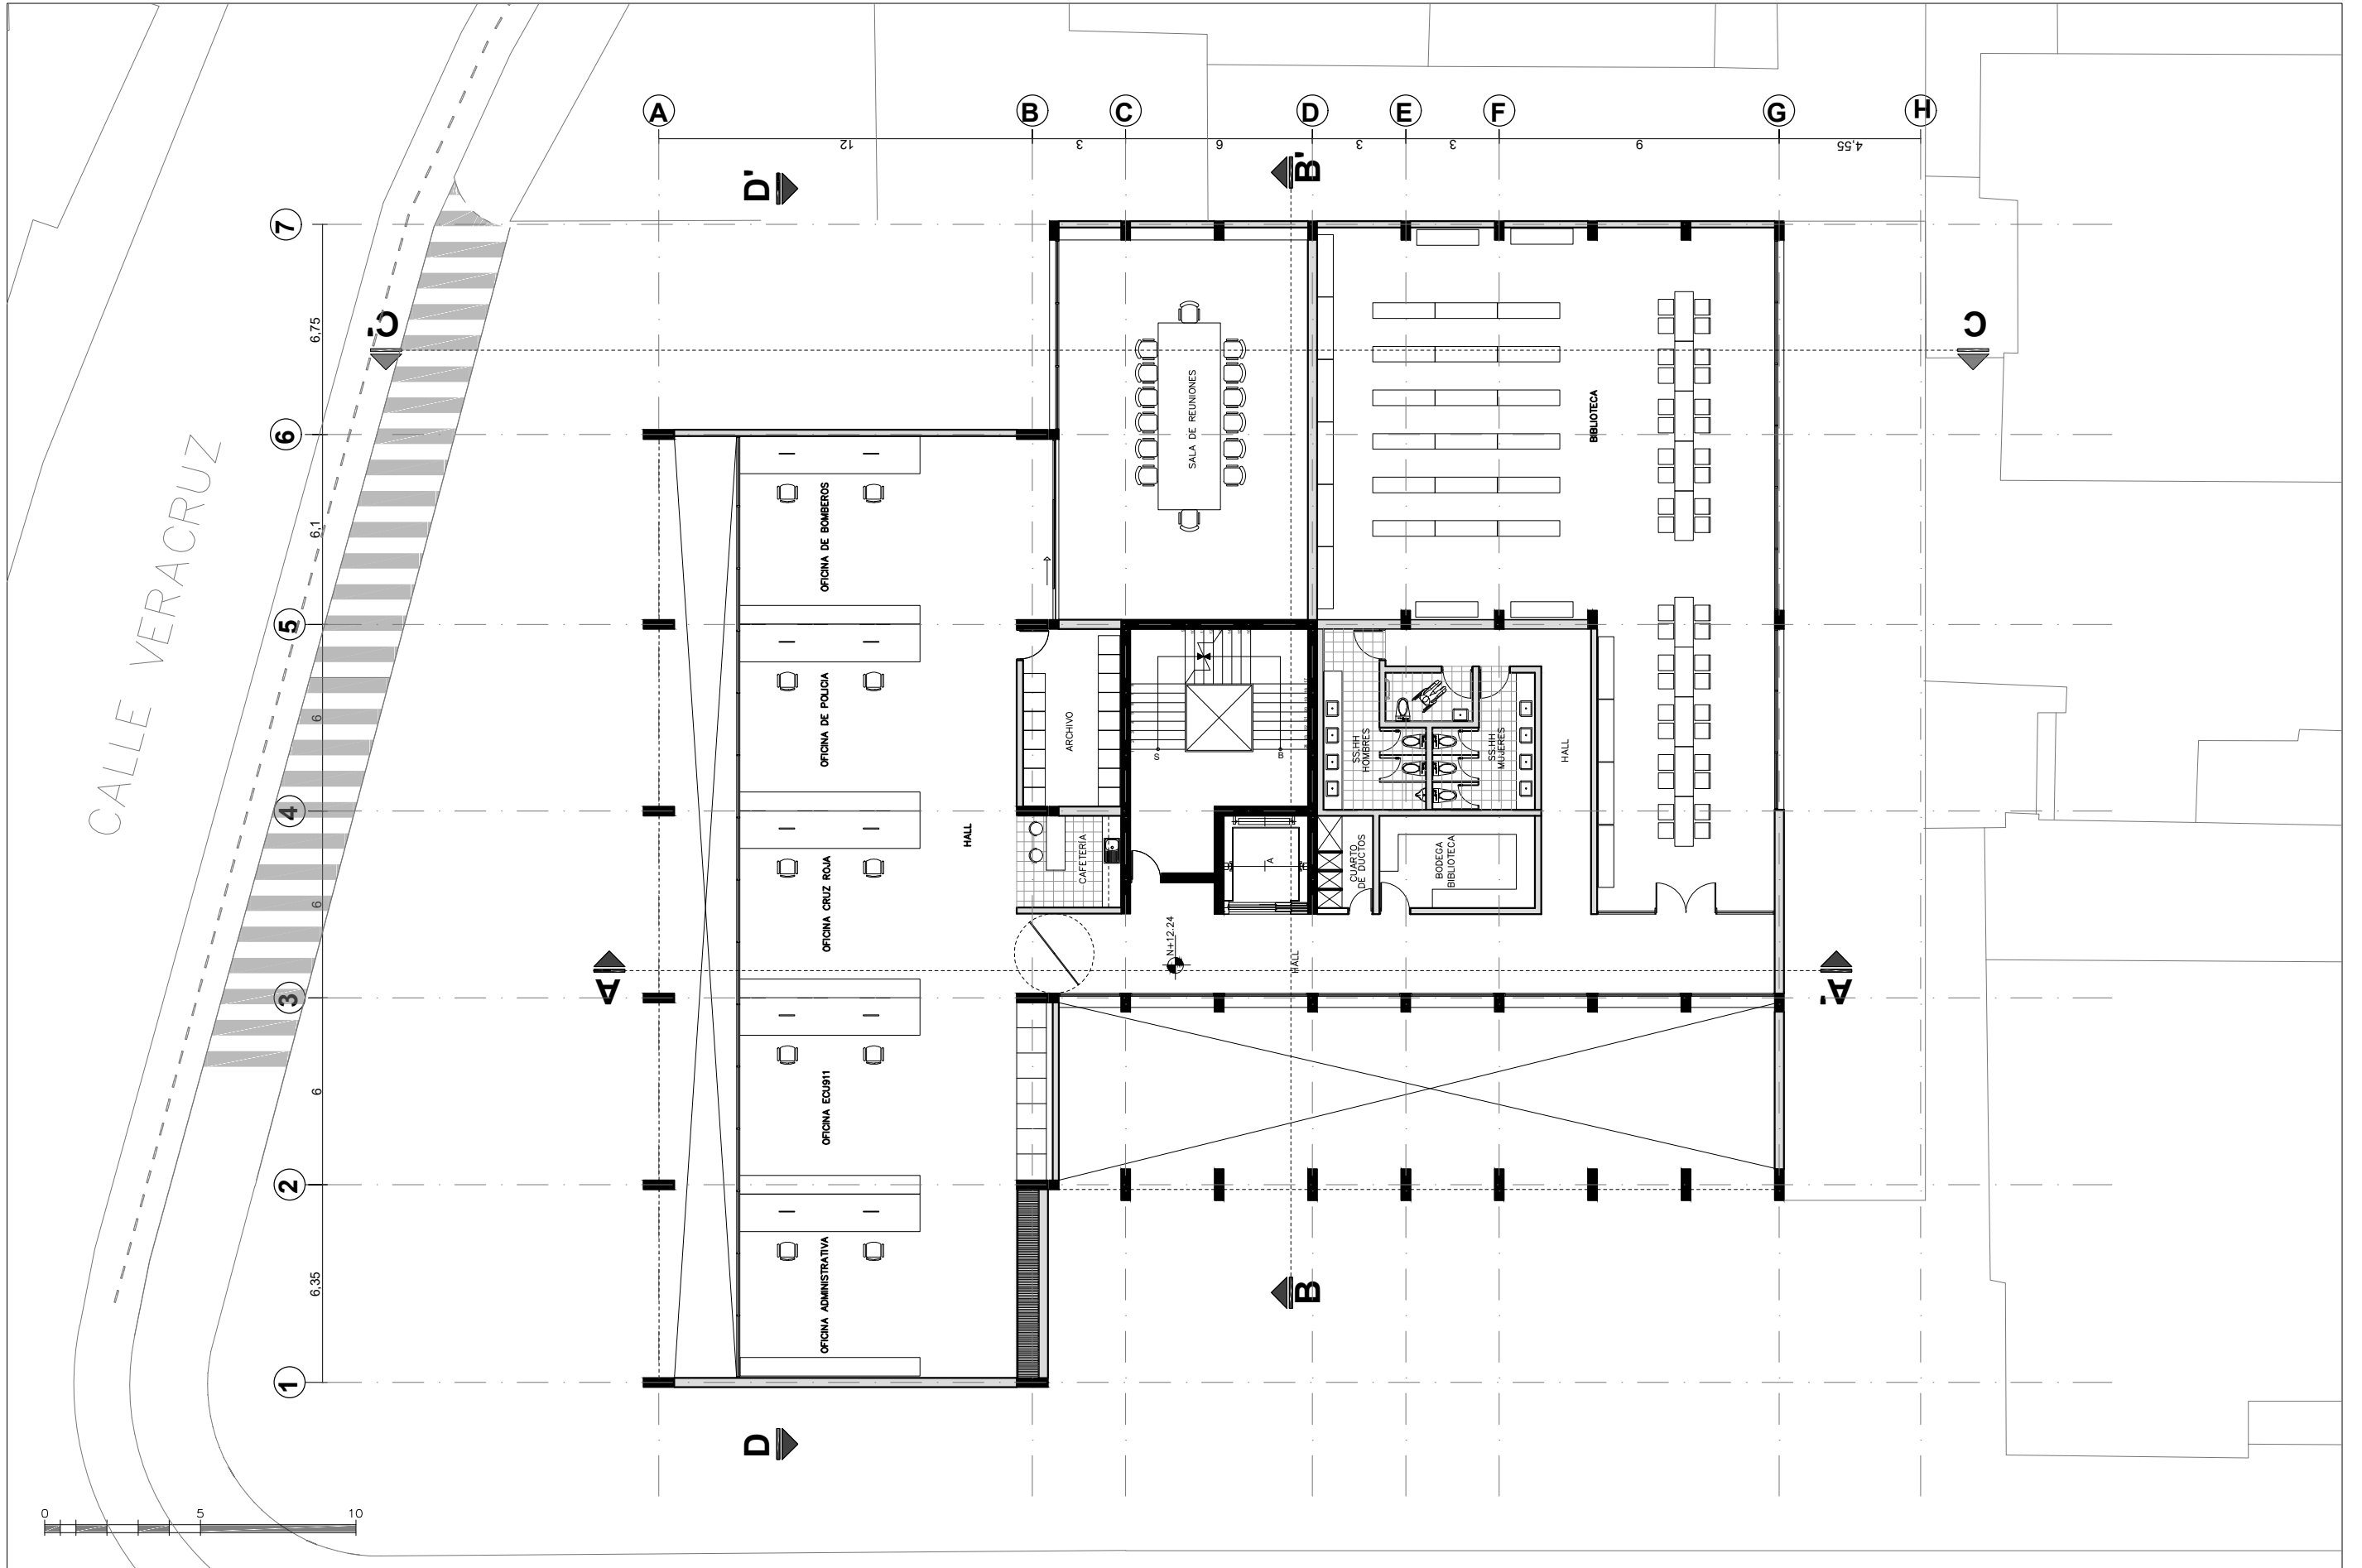 A
B
C
D
E
F
G
H
12
3
6
3
3
9
4,55
D'
B'
7
6,75
C'
C
6
6,1
5
6
4
6
3
6
2
6,35
1
CALLE VERACRUZ
SALA DE REUNIONES
BIBLIOTECA
OFICINA DE BOMBEROS
OFICINA DE POLICIA
ARCHIVO
S
B
SS.HH
HOMBRES
SS.HH
MUJERES
HALL
HALL
CAFETERIA
A
CUARTO
DE DUCTOS
BODEGA
BIBLIOTECA
OFICINA CRUZ ROJA
N+12.24
HALL
A
A'
OFICINA ECU911
OFICINA ADMINISTRATIVA
B
D
0
5
10